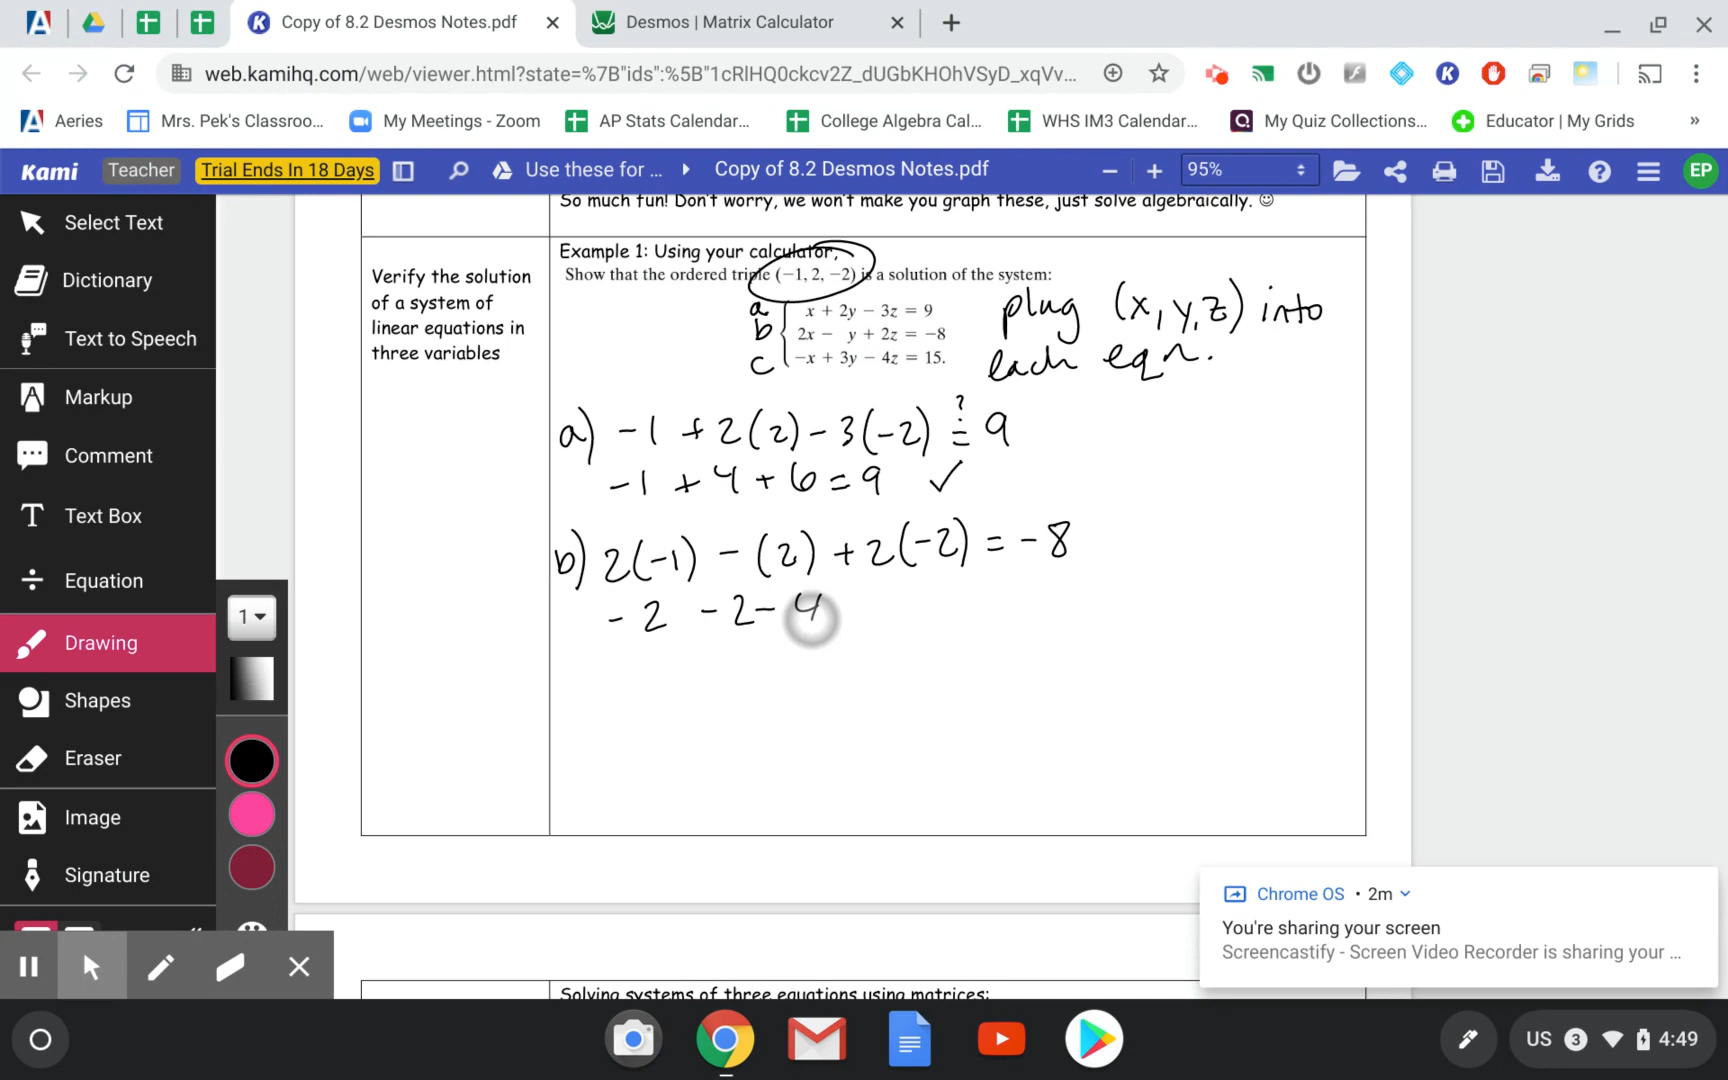 Copy of 8.2 Desmos Notes.pdf
Desmos | Matrix Calculator
web.kamihq.com/web/viewer.html?state=%7B"ids":%5B"1cRlHQ0ckcv2Z_dUGbKHOhVSyD_xqVv...
Aeries
Mrs. Pek's Classroo...
My Meetings - Zoom
AP Stats Calendar...
College Algebra Cal...
WHS IM3 Calendar...
My Quiz Collections...
Educator | My Grids
»
Kami
Teacher
Trial Ends In 18 Days
Use these for ...
Copy of 8.2 Desmos Notes.pdf
95%
EP
Select Text
Dictionary
Text to Speech
Markup
Comment
Text Box
Equation
Drawing
Shapes
Eraser
Image
Signature
1
So much fun! Don't worry, we won't make you graph these, just solve algebraically. ☺
Verify the solution
of a system of
linear equations in
three variables
Example 1: Using your calculator,
Show that the ordered triple (−1, 2, −2) is a solution of the system:
a x + 2y − 3z = 9
b 2x − y + 2z = −8
c −x + 3y − 4z = 15.
plug (x, y, z) into
each eqn.
a) -1 + 2(2) - 3(-2) ≟ 9
-1 + 4 + 6 = 9 ✓
b) 2(-1) - (2) + 2(-2) = -8
-2 -2 - 4
Solving systems of three equations using matrices:
Chrome OS • 2m
You're sharing your screen
Screencastify - Screen Video Recorder is sharing your ...
US 3 4:49